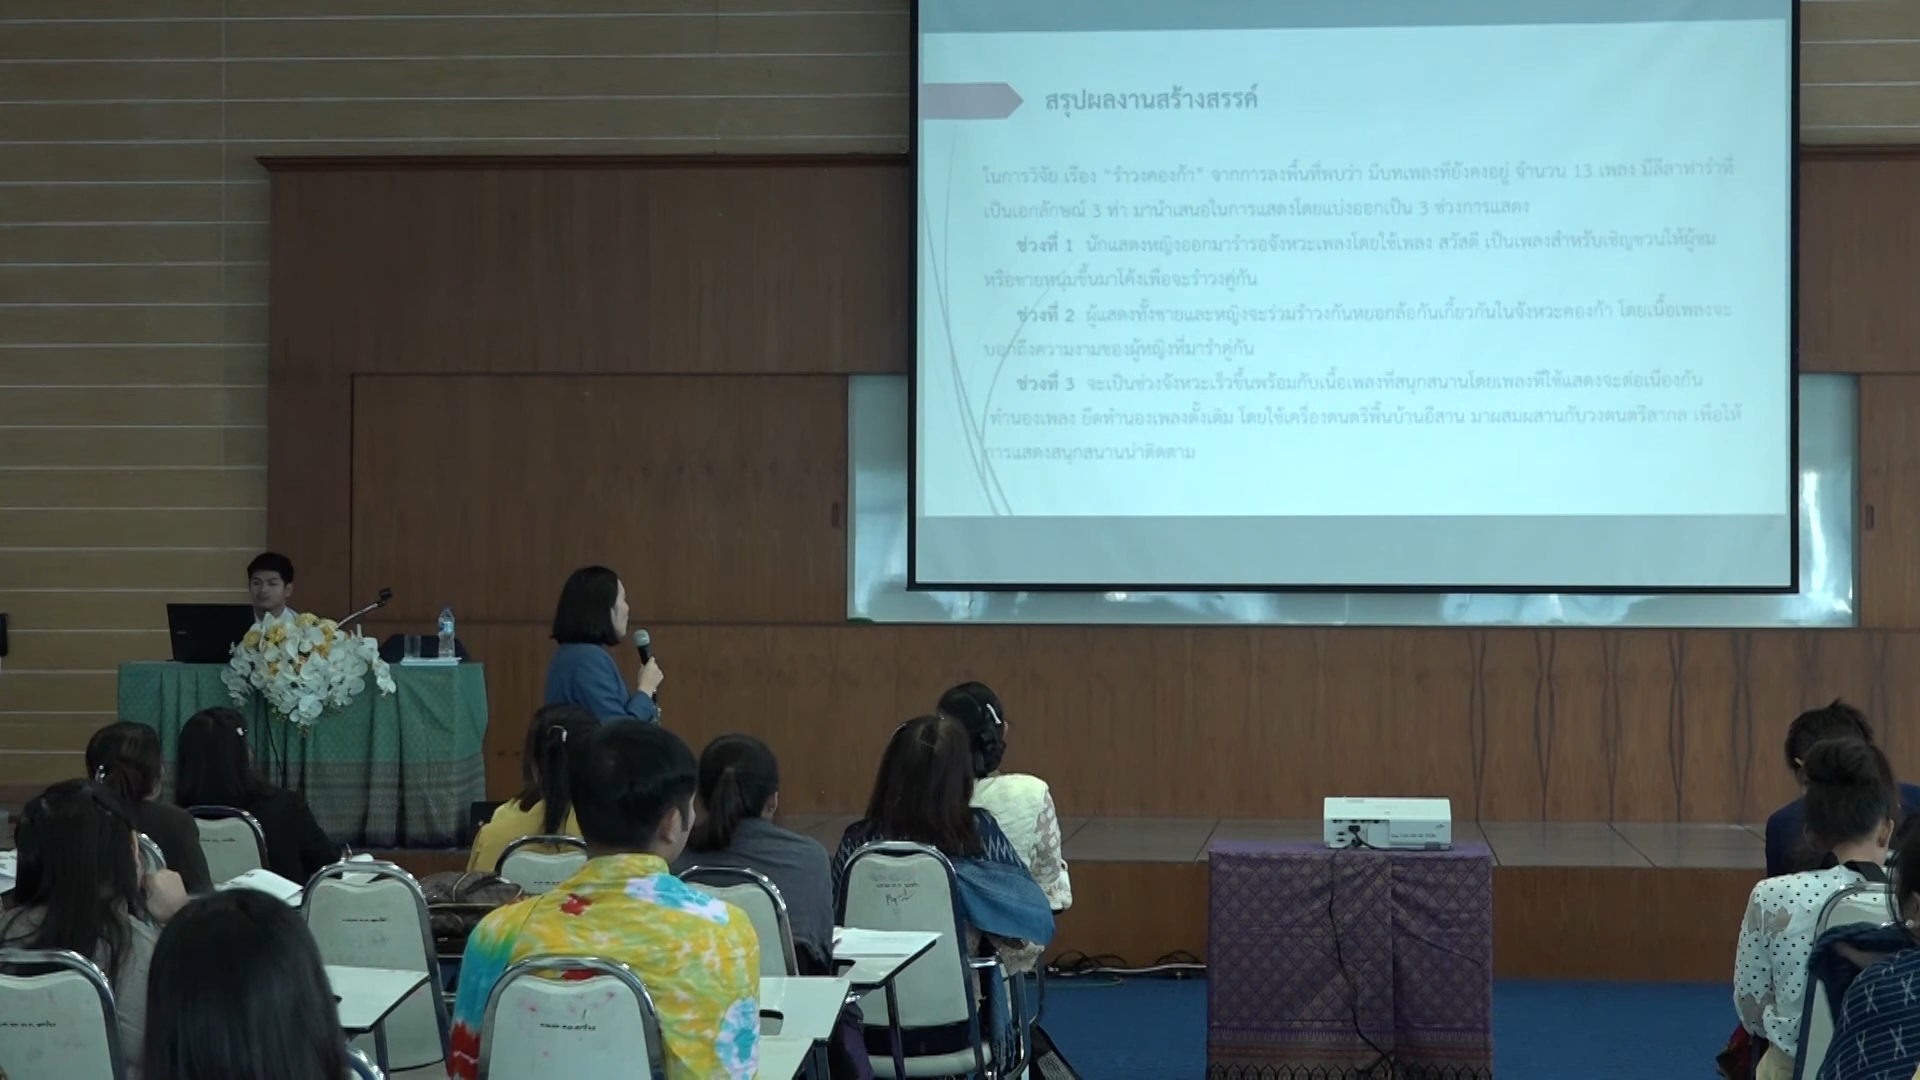 สรุปผลงานสร้างสรรค์
ในการวิจัย เรื่อง "รำวงคองก้า" จากการลงพื้นที่พบว่า มีบทเพลงที่ยังคงอยู่ จำนวน 13 เพลง มีลีลาท่ารำที่
เป็นเอกลักษณ์ 3 ท่า มานำเสนอในการแสดงโดยแบ่งออกเป็น 3 ช่วงการแสดง
ช่วงที่ 1 นักแสดงหญิงออกมารำรอจังหวะเพลงโดยใช้เพลง สวัสดี เป็นเพลงสำหรับเชิญชวนให้ผู้ชม
หรือชายหนุ่มขึ้นมาโค้งเพื่อจะรำวงคู่กัน
ช่วงที่ 2 ผู้แสดงทั้งชายและหญิงจะร่วมรำวงกันหยอกล้อกันเกี้ยวกันในจังหวะคองก้า โดยเนื้อเพลงจะ
บอกถึงความงามของผู้หญิงที่มารำคู่กัน
ช่วงที่ 3 จะเป็นช่วงจังหวะเร็วขึ้นพร้อมกับเนื้อเพลงที่สนุกสนานโดยเพลงที่ใช้แสดงจะต่อเนื่องกัน
ทำนองเพลง ยึดทำนองเพลงดั้งเดิม โดยใช้เครื่องดนตรีพื้นบ้านอีสาน มาผสมผสานกับวงดนตรีสากล เพื่อให้
การแสดงสนุกสนานน่าติดตาม